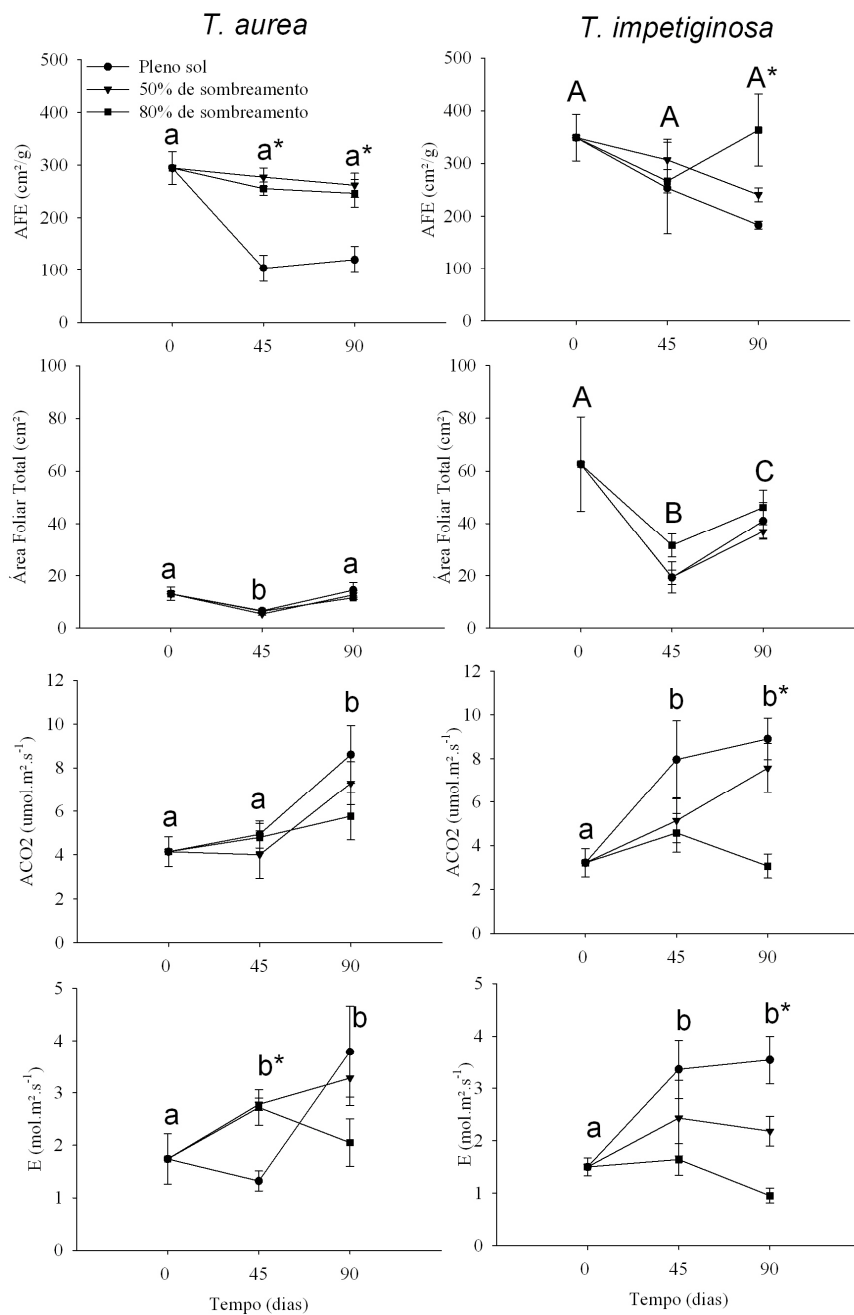 T. aurea
T. impetiginosa
Pleno sol
50% de sombreamento
80% de sombreamento
AFE (cm²/g)
500
400
300
200
100
0
a
a*
a*
0
45
90
AFE (cm²/g)
500
400
300
200
100
0
A
A
A*
0
45
90
Área Foliar Total (cm²)
100
80
60
40
20
0
a
b
a
0
45
90
Área Foliar Total (cm²)
100
80
60
40
20
0
A
B
C
0
45
90
ACO2 (umol.m².s⁻¹)
12
10
8
6
4
2
0
a
a
b
0
45
90
ACO2 (umol.m².s⁻¹)
12
10
8
6
4
2
0
a
b
b*
0
45
90
E (mol.m².s⁻¹)
5
4
3
2
1
0
a
b*
b
0
45
90
Tempo (dias)
E (mol.m².s⁻¹)
5
4
3
2
1
0
a
b
b*
0
45
90
Tempo (dias)